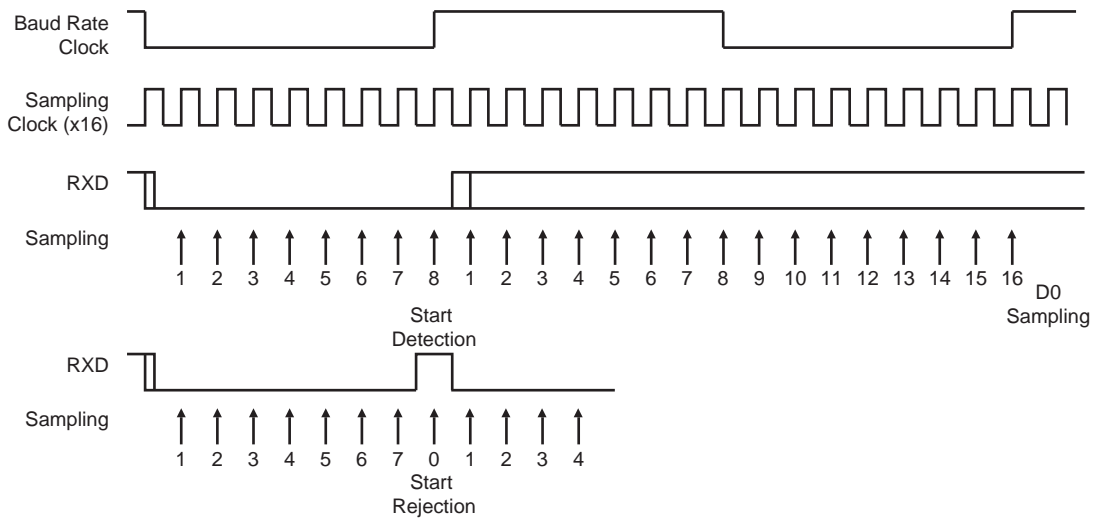 Baud Rate
Clock
Sampling
Clock (x16)
RXD
Sampling
1 2 3 4 5 6 7 8 1 2 3 4 5 6 7 8 9 10 11 12 13 14 15 16
D0
Sampling
Start
Detection
RXD
Sampling
1 2 3 4 5 6 7 0 1 2 3 4
Start
Rejection